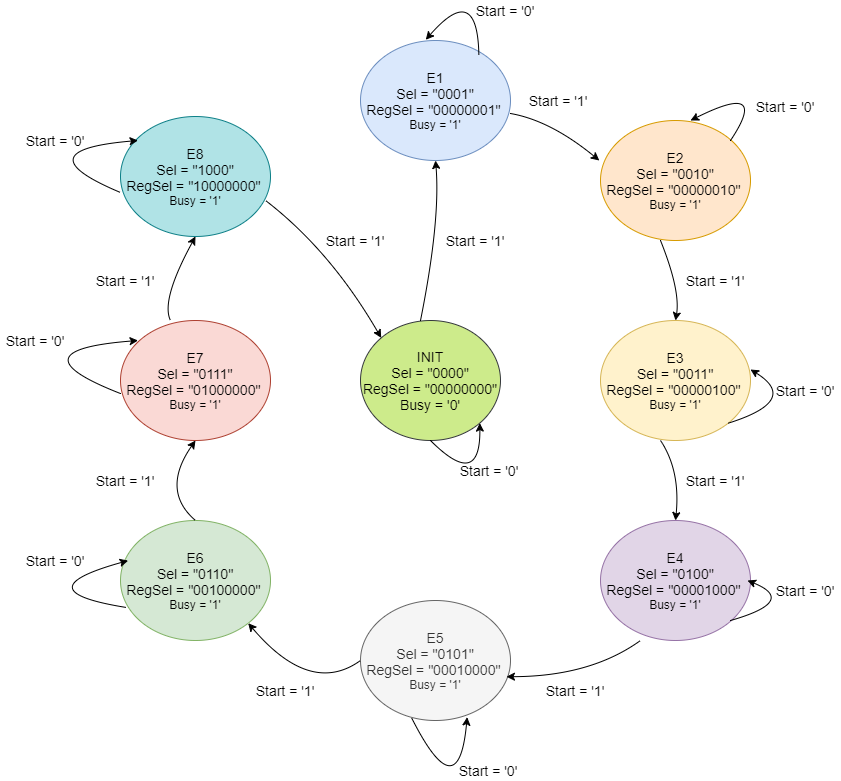 Start = '0'
E1
Sel = "0001"
RegSel = "00000001"
Busy = '1'
Start = '1'
Start = '0'
E2
Sel = "0010"
RegSel = "00000010"
Busy = '1'
Start = '0'
E8
Sel = "1000"
RegSel = "10000000"
Busy = '1'
Start = '1'
Start = '1'
Start = '1'
Start = '1'
Start = '0'
E7
Sel = "0111"
RegSel = "01000000"
Busy = '1'
INIT
Sel = "0000"
RegSel = "00000000"
Busy = '0'
Start = '0'
E3
Sel = "0011"
RegSel = "00000100"
Busy = '1'
Start = '0'
Start = '1'
Start = '1'
Start = '0'
E6
Sel = "0110"
RegSel = "00100000"
Busy = '1'
E4
Sel = "0100"
RegSel = "00001000"
Busy = '1'
Start = '0'
E5
Sel = "0101"
RegSel = "00010000"
Busy = '1'
Start = '1'
Start = '1'
Start = '0'